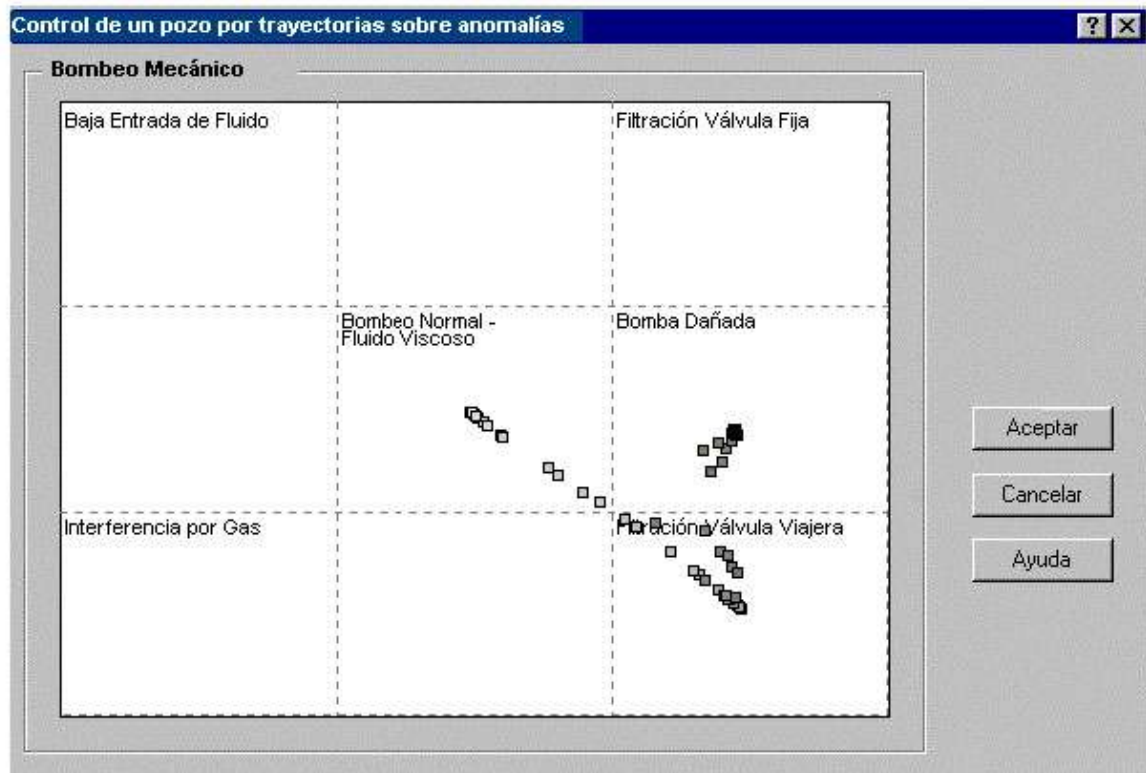 Control de un pozo por trayectorias sobre anomalías
Bombeo Mecánico
Baja Entrada de Fluido
Filtración Válvula Fija
Bombeo Normal -
Fluido Viscoso
Bomba Dañada
Interferencia por Gas
Filtración Válvula Viajera
Aceptar
Cancelar
Ayuda